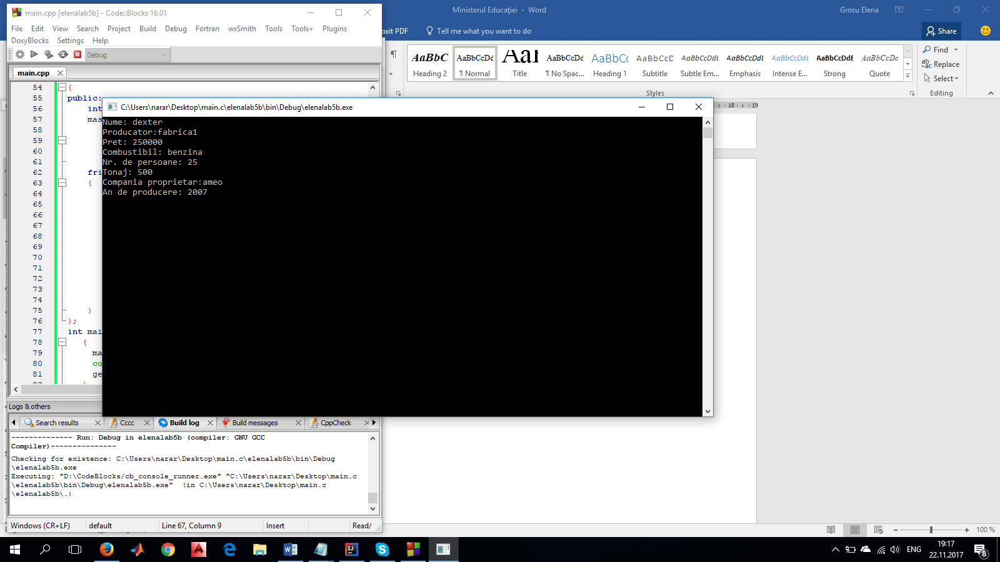 main.cpp [elenalab5b] - Code::Blocks 16.01
File Edit View Search Project Build Debug Fortran wxSmith Tools Tools+ Plugins
DoxyBlocks Settings Help
Debug
main.cpp
54 {
55 public:
56 int
57 mas
58
59
60
61
62 fri
63 {
64
65
66
67
68
69
70
71
72
73
74
75 }
76 };
77 int mai
78 {
79 ma
80 co
81 ge
Logs & others
Search results Cccc Build log Build messages CppCheck
-------------- Run: Debug in elenalab5b (compiler: GNU GCC
Compiler)---------------
Checking for existence: C:\Users\narar\Desktop\main.c\elenalab5b\bin\Debug
\elenalab5b.exe
Executing: "D:\CodeBlocks/cb_console_runner.exe" "C:\Users\narar\Desktop\main.c
\elenalab5b\bin\Debug\elenalab5b.exe" (in C:\Users\narar\Desktop\main.c
\elenalab5b\.)
Windows (CR+LF) default Line 67, Column 9 Insert Read/
C:\Users\narar\Desktop\main.c\elenalab5b\bin\Debug\elenalab5b.exe
Nume: dexter
Producator:fabrica1
Pret: 250000
Combustibil: benzina
Nr. de persoane: 25
Tonaj: 500
Compania proprietar:ameo
An de producere: 2007
Ministerul Educaţiei - Word
Grosu Elena
oxit PDF Tell me what you want to do Share
AaBbC AaBbCcDd AaI AaBbCcDd AaBbCc AaBbCcD AaBbCcDdl AaBbCcDdl AaBbCcDdl AaBbCcDdE AaBbCcDd
Heading 2 ¶ Normal Title ¶ No Spac... Heading 1 Subtitle Subtle Em... Emphasis Intense E... Strong Quote
Styles
Find
Replace
Select
Editing
18 19
100 %
ENG
19:17
22.11.2017
8